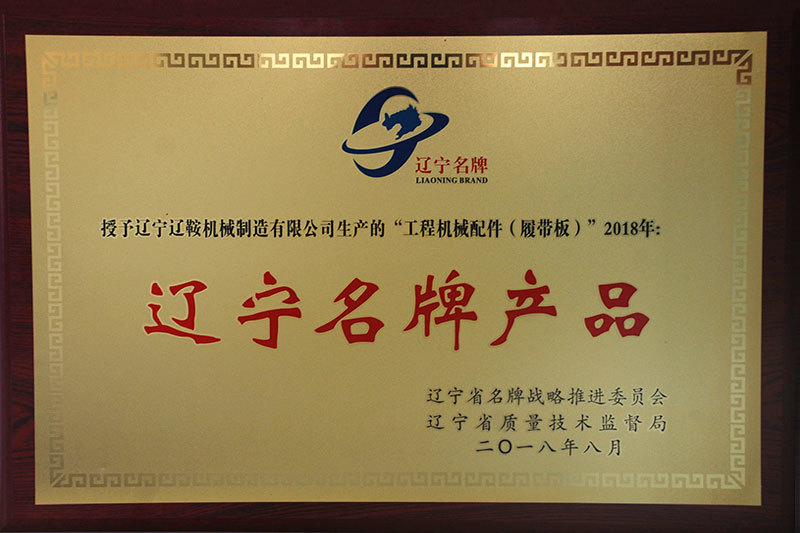 辽宁名牌
LIAONING BRAND
授予辽宁辽鞍机械制造有限公司生产的“工程机械配件（履带板）”2018年：
辽宁名牌产品
辽宁省名牌战略推进委员会
辽宁省质量技术监督局
二〇一八年八月